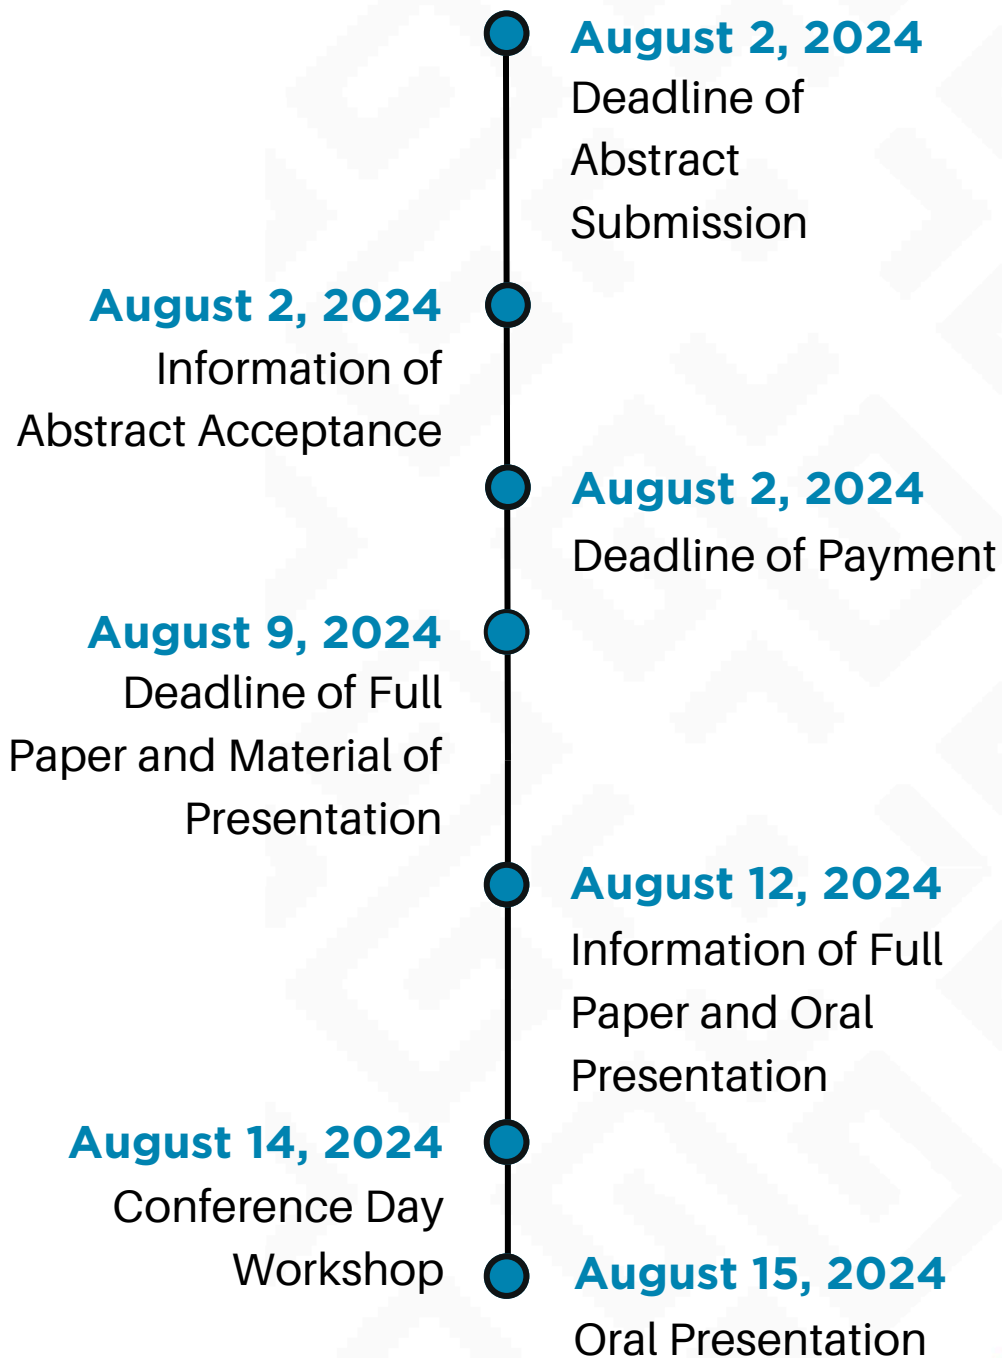 August 2, 2024
Deadline of
Abstract
Submission
August 2, 2024
Information of
Abstract Acceptance
August 2, 2024
Deadline of Payment
August 9, 2024
Deadline of Full
Paper and Material of
Presentation
August 12, 2024
Information of Full
Paper and Oral
Presentation
August 14, 2024
Conference Day
Workshop
August 15, 2024
Oral Presentation